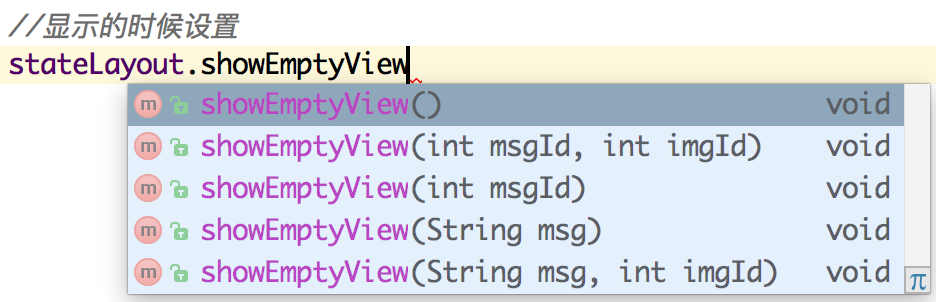 //显示的时候设置
stateLayout.showEmptyView
m showEmptyView() void
m showEmptyView(int msgId, int imgId) void
m showEmptyView(int msgId) void
m showEmptyView(String msg) void
m showEmptyView(String msg, int imgId) void
π